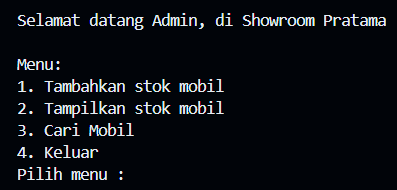 Selamat datang Admin, di Showroom Pratama
Menu:
1. Tambahkan stok mobil
2. Tampilkan stok mobil
3. Cari Mobil
4. Keluar
Pilih menu :